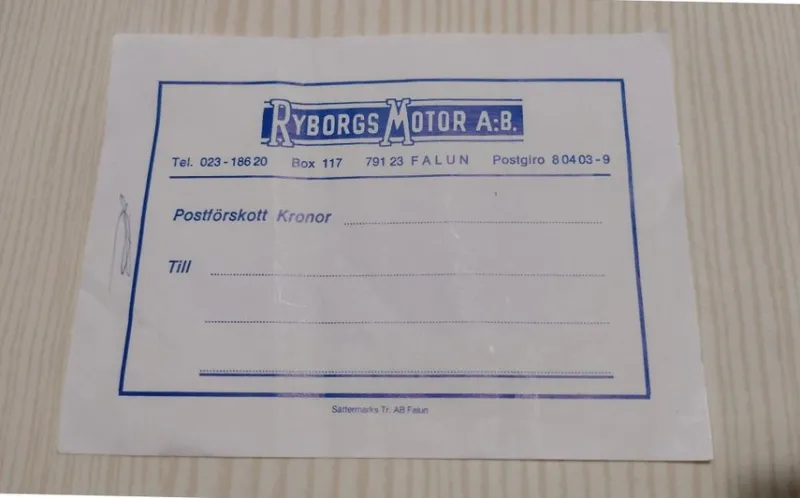 RYBORGS MOTOR A:B.
Tel. 023-18620 Box 117 791 23 FALUN Postgiro 80403-9
Postförskott Kronor
Till
Sättermarks Tr. AB Falun